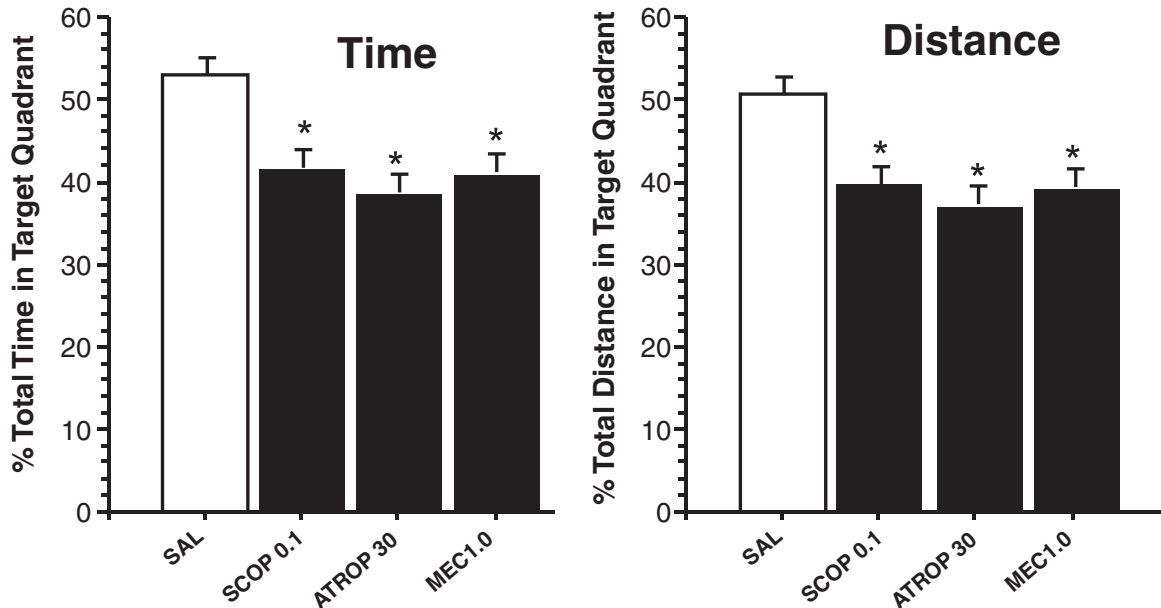 Time
% Total Time in Target Quadrant
60
50
40
30
20
10
0
*
*
*
SAL
SCOP 0.1
ATROP 30
MEC1.0
Distance
% Total Distance in Target Quadrant
60
50
40
30
20
10
0
*
*
*
SAL
SCOP 0.1
ATROP 30
MEC1.0